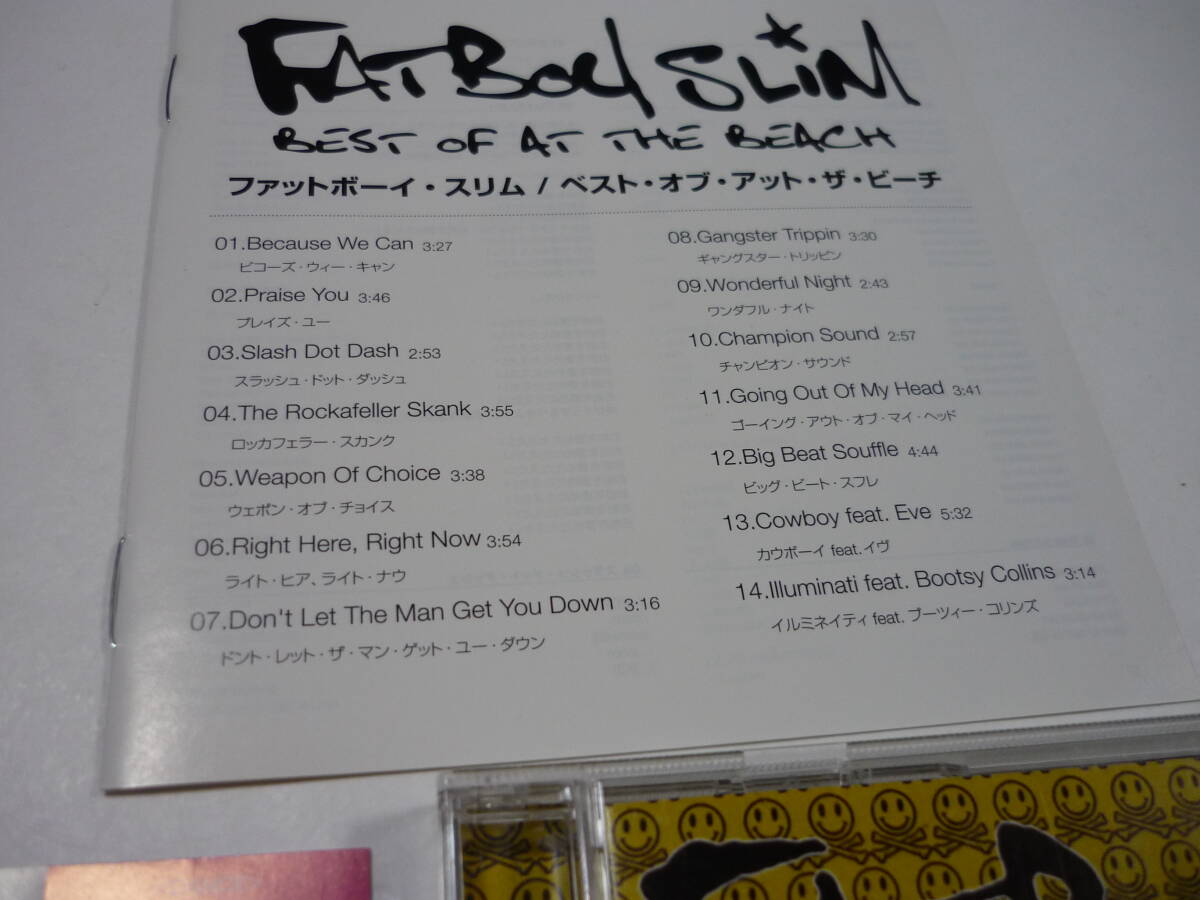 FATBOY SLIM
BEST OF AT THE BEACH
ファットボーイ・スリム / ベスト・オブ・アット・ザ・ビーチ
01.Because We Can 3:27
ビコーズ・ウィー・キャン
02.Praise You 3:46
プレイズ・ユー
03.Slash Dot Dash 2:53
スラッシュ・ドット・ダッシュ
04.The Rockafeller Skank 3:55
ロッカフェラー・スカンク
05.Weapon Of Choice 3:38
ウェポン・オブ・チョイス
06.Right Here, Right Now 3:54
ライト・ヒア、ライト・ナウ
07.Don't Let The Man Get You Down 3:16
ドント・レット・ザ・マン・ゲット・ユー・ダウン
08.Gangster Trippin 3:30
ギャングスター・トリッピン
09.Wonderful Night 2:43
ワンダフル・ナイト
10.Champion Sound 2:57
チャンピオン・サウンド
11.Going Out Of My Head 3:41
ゴーイング・アウト・オブ・マイ・ヘッド
12.Big Beat Souffle 4:44
ビッグ・ビート・スフレ
13.Cowboy feat. Eve 5:32
カウボーイ feat.イヴ
14.Illuminati feat. Bootsy Collins 3:14
イルミネイティ feat. ブーツィー・コリンズ